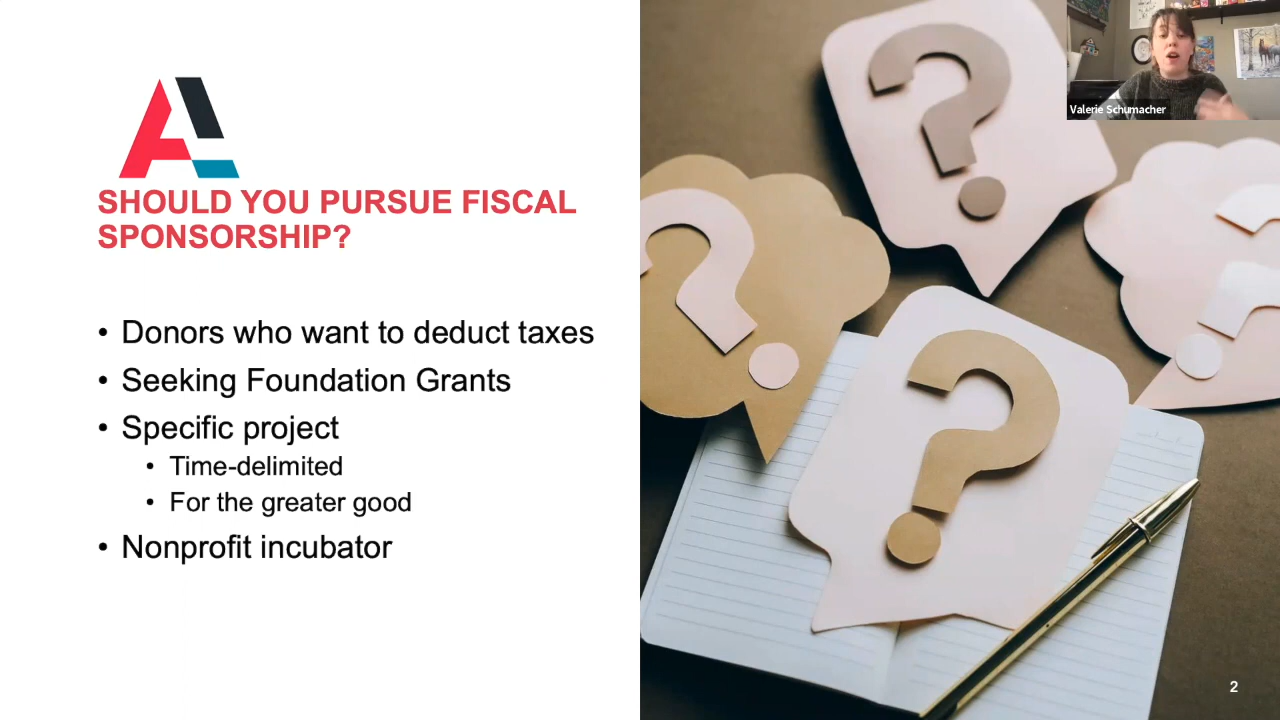 Valerie Schumacher
SHOULD YOU PURSUE FISCAL
SPONSORSHIP?
• Donors who want to deduct taxes
• Seeking Foundation Grants
• Specific project
• Time-delimited
• For the greater good
• Nonprofit incubator
2